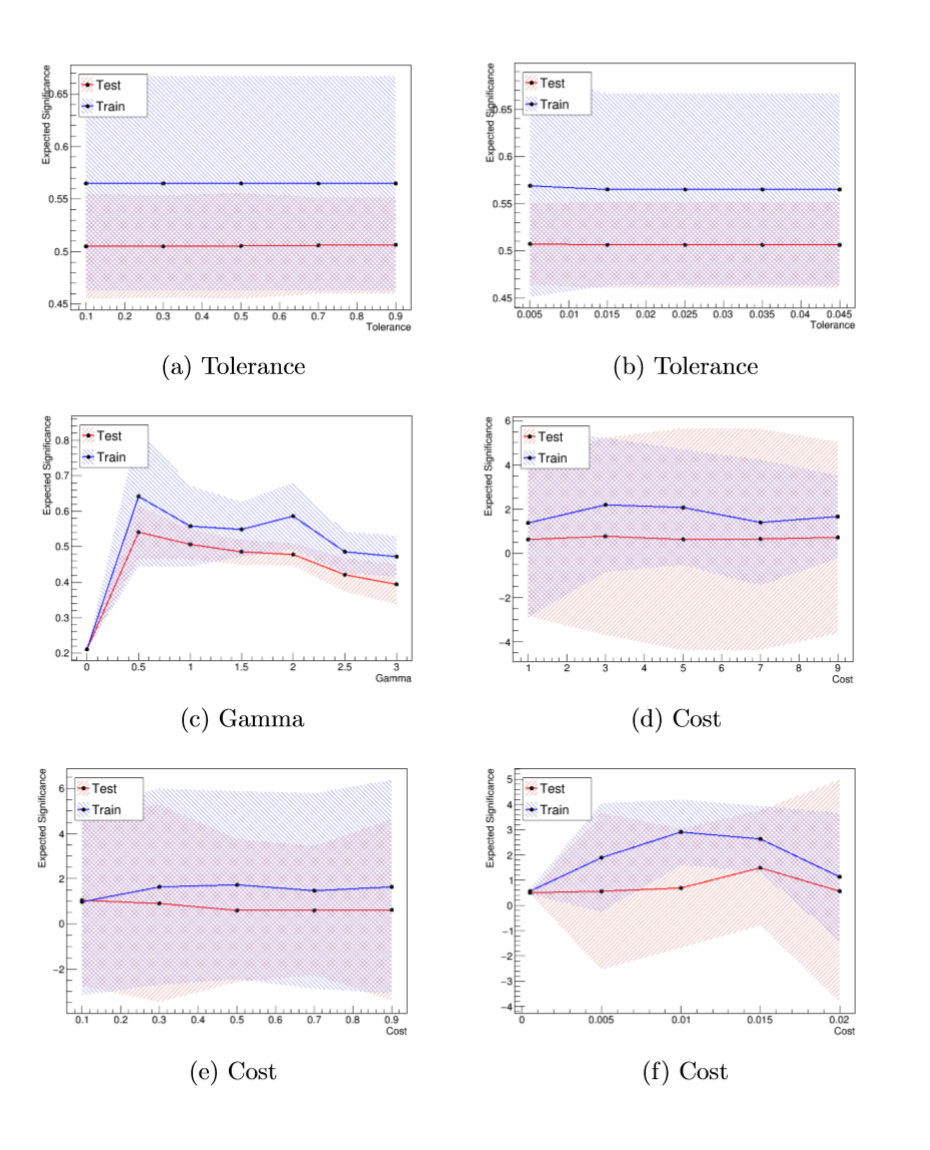 Expected Significance
Test
Train
0.65
0.6
0.55
0.5
0.45
0.1 0.2 0.3 0.4 0.5 0.6 0.7 0.8 0.9
Tolerance
(a) Tolerance
Expected Significance
Test
Train
0.65
0.6
0.55
0.5
0.45
0.005 0.01 0.015 0.02 0.025 0.03 0.035 0.04 0.045
Tolerance
(b) Tolerance
Expected Significance
Test
Train
0.8
0.7
0.6
0.5
0.4
0.3
0.2
0 0.5 1 1.5 2 2.5 3
Gamma
(c) Gamma
Expected Significance
Test
Train
6
4
2
0
−2
−4
1 2 3 4 5 6 7 8 9
Cost
(d) Cost
Expected Significance
Test
Train
6
4
2
0
−2
0.1 0.2 0.3 0.4 0.5 0.6 0.7 0.8 0.9
Cost
(e) Cost
Expected Significance
Test
Train
5
4
3
2
1
0
−1
−2
−3
−4
0 0.005 0.01 0.015 0.02
Cost
(f) Cost